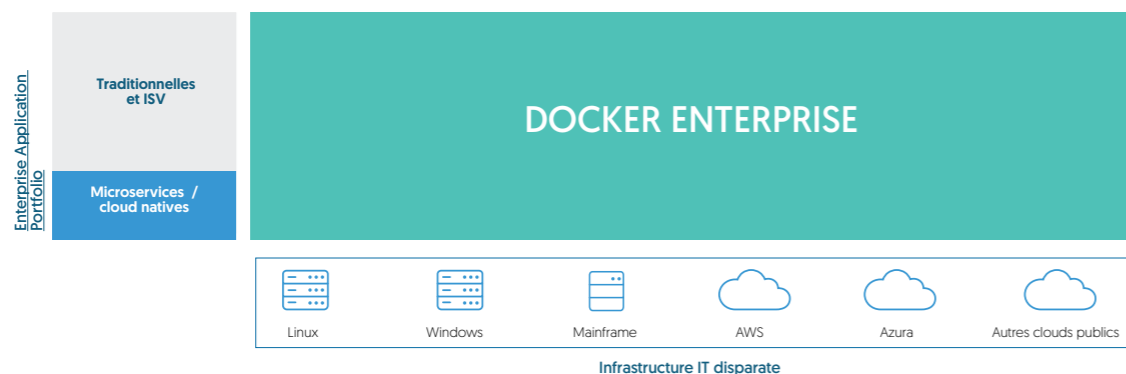 Enterprise Application
Portfolio
Traditionnelles
et ISV
Microservices /
cloud natives
DOCKER ENTERPRISE
Linux
Windows
Mainframe
AWS
Azura
Autres clouds publics
Infrastructure IT disparate